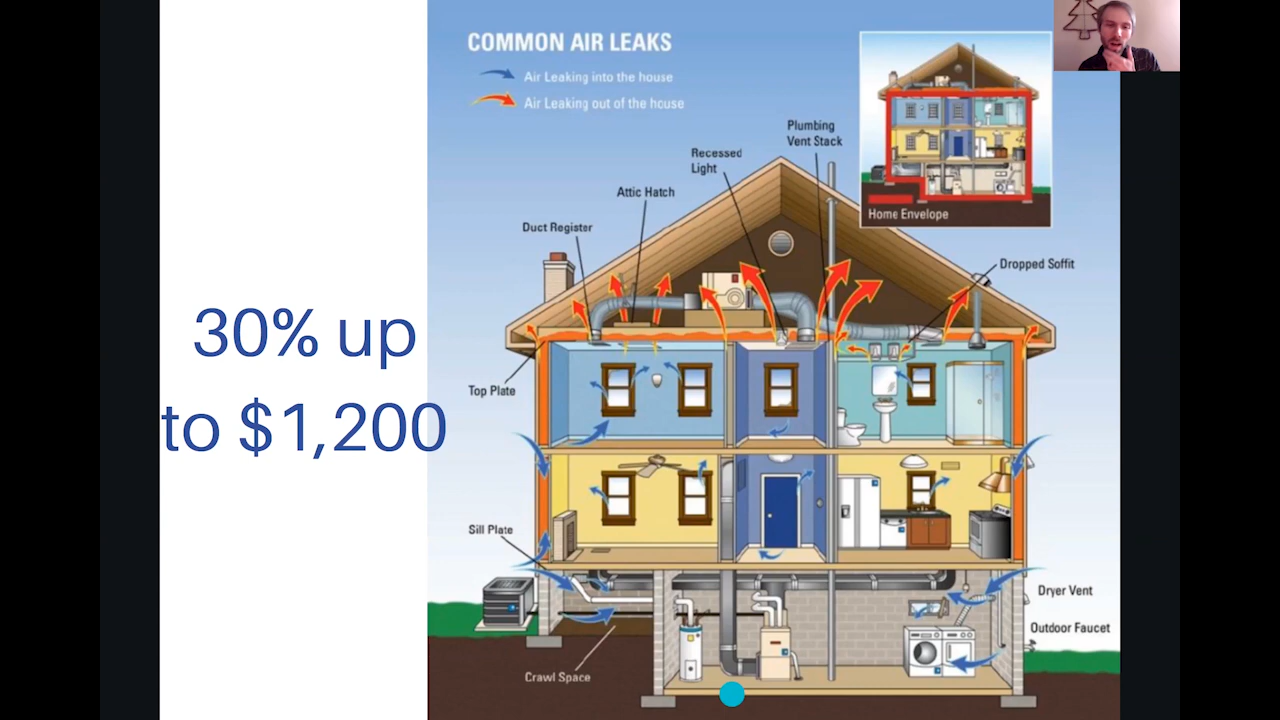 30% up
to $1,200
COMMON AIR LEAKS
Air Leaking into the house
Air Leaking out of the house
Plumbing
Vent Stack
Recessed
Light
Attic Hatch
Duct Register
Home Envelope
Dropped Soffit
Top Plate
Sill Plate
Dryer Vent
Outdoor Faucet
Crawl Space